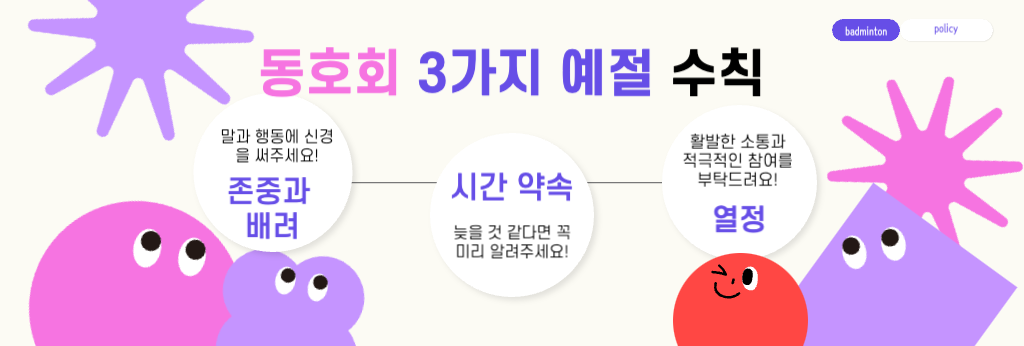 badminton
policy
동호회 3가지 예절 수칙
말과 행동에 신경
을 써주세요!
존중과
배려
시간 약속
늦을 것 같다면 꼭
미리 알려주세요!
활발한 소통과
적극적인 참여를
부탁드려요!
열정